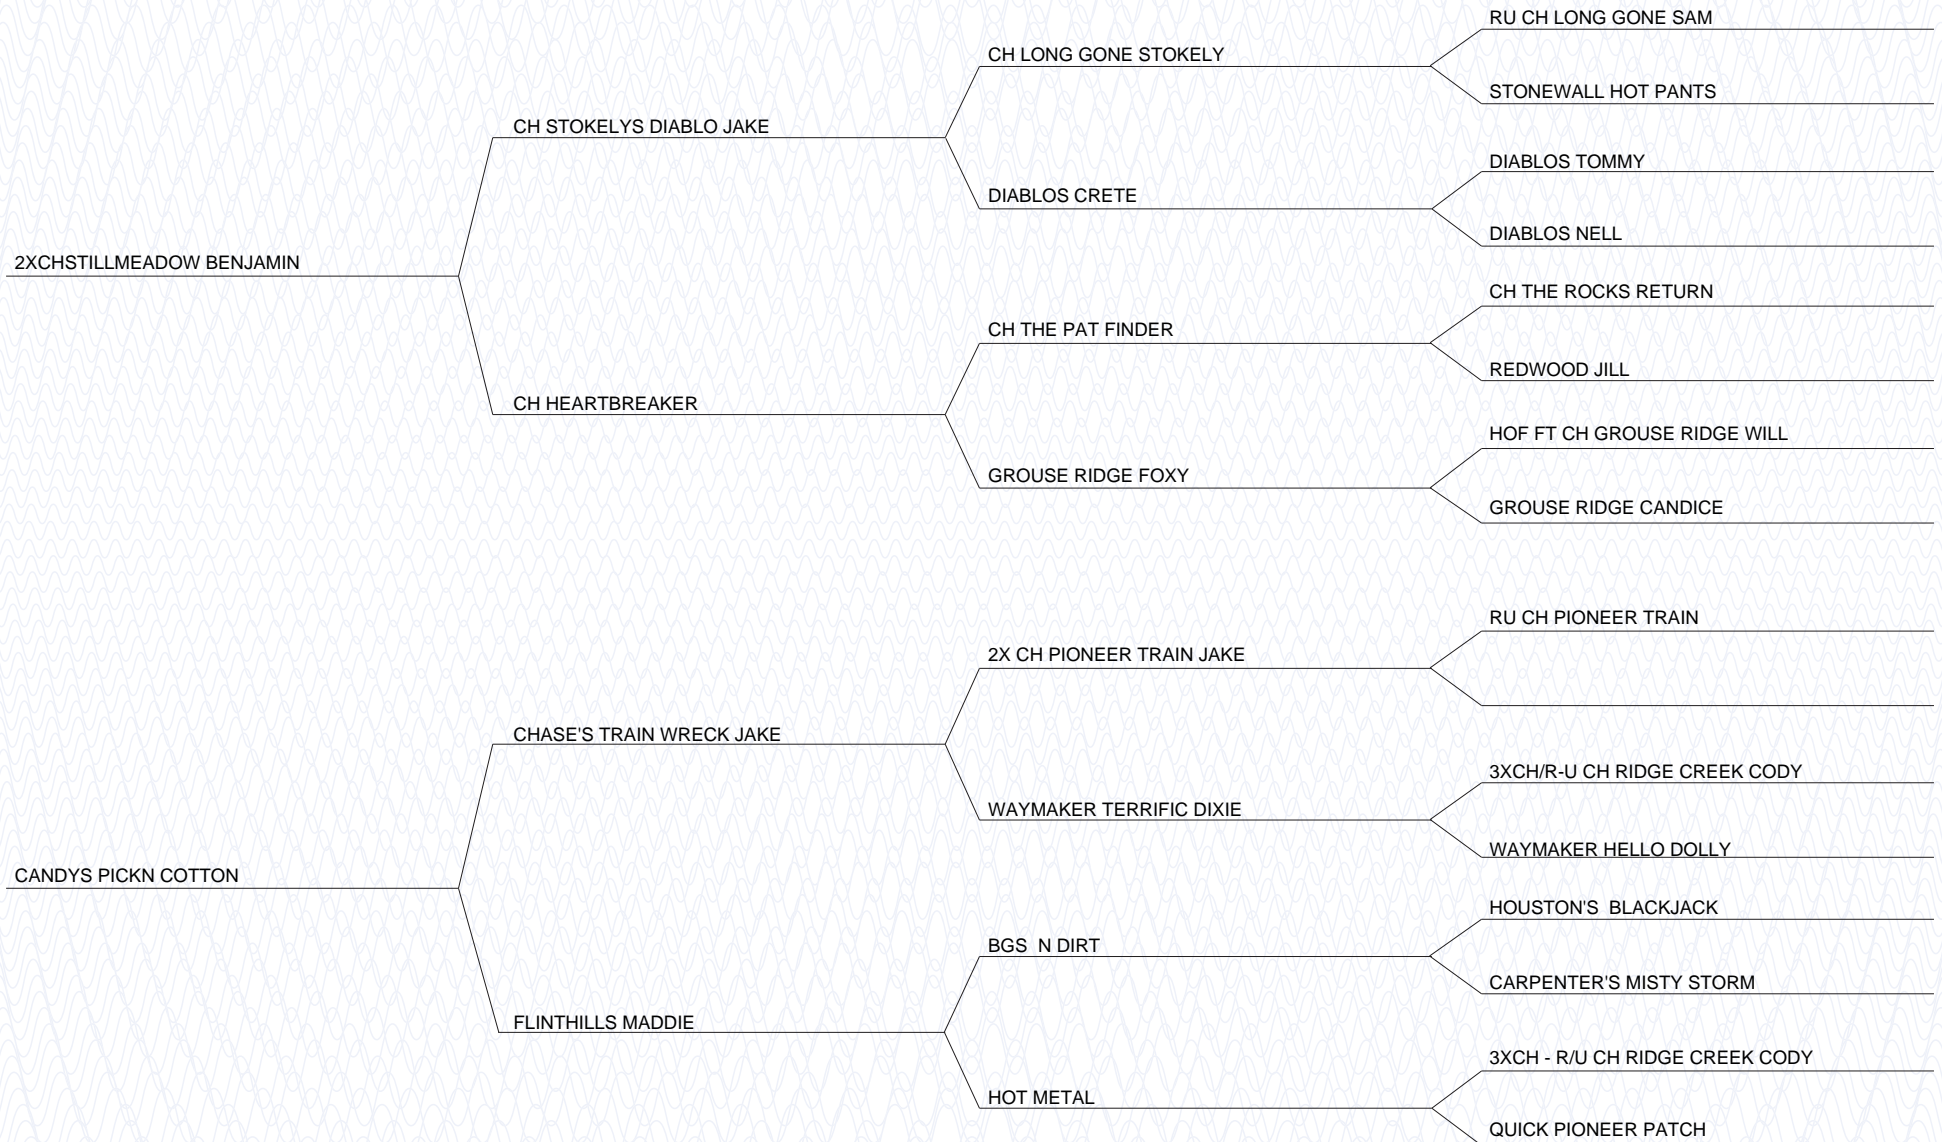 RU CH LONG GONE SAM
CH LONG GONE STOKELY
STONEWALL HOT PANTS
CH STOKELYS DIABLO JAKE
DIABLOS TOMMY
DIABLOS CRETE
DIABLOS NELL
2XCHSTILLMEADOW BENJAMIN
CH THE ROCKS RETURN
CH THE PAT FINDER
REDWOOD JILL
CH HEARTBREAKER
HOF FT CH GROUSE RIDGE WILL
GROUSE RIDGE FOXY
GROUSE RIDGE CANDICE
RU CH PIONEER TRAIN
2X CH PIONEER TRAIN JAKE
CHASE'S TRAIN WRECK JAKE
3XCH/R-U CH RIDGE CREEK CODY
WAYMAKER TERRIFIC DIXIE
WAYMAKER HELLO DOLLY
CANDYS PICKN COTTON
HOUSTON'S  BLACKJACK
BGS  N DIRT
CARPENTER'S MISTY STORM
FLINTHILLS MADDIE
3XCH - R/U CH RIDGE CREEK CODY
HOT METAL
QUICK PIONEER PATCH